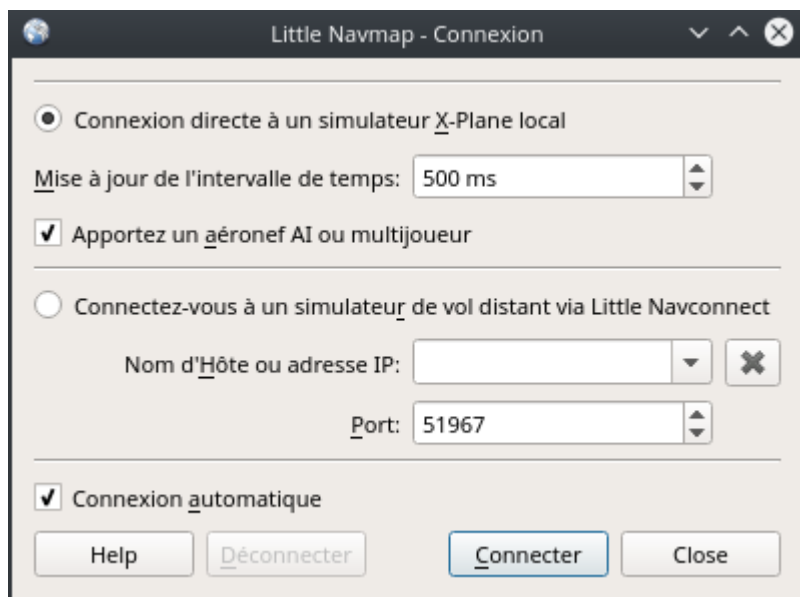 Little Navmap - Connexion
Connexion directe à un simulateur X-Plane local
Mise à jour de l'intervalle de temps: 500 ms
Apportez un aéronef AI ou multijoueur
Connectez-vous à un simulateur de vol distant via Little Navconnect
Nom d'Hôte ou adresse IP:
Port: 51967
Connexion automatique
Help Déconnecter Connecter Close